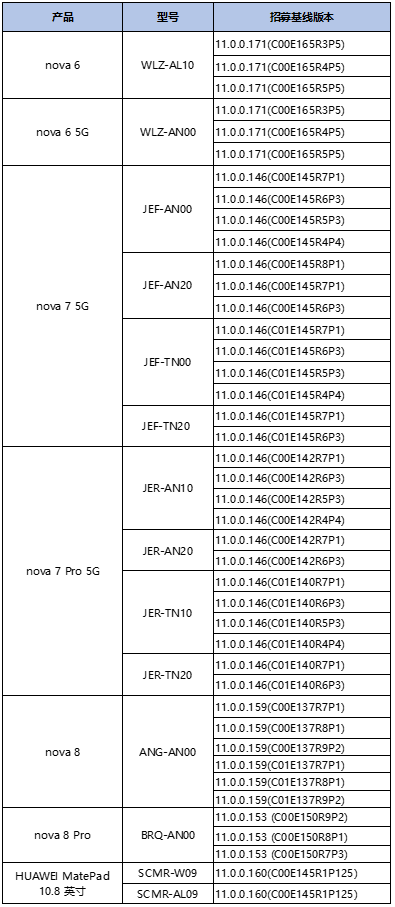 产品 型号 招募基线版本
nova 6 WLZ-AL10 11.0.0.171(C00E165R3P5)
11.0.0.171(C00E165R4P5)
11.0.0.171(C00E165R5P5)
nova 6 5G WLZ-AN00 11.0.0.171(C00E165R3P5)
11.0.0.171(C00E165R4P5)
11.0.0.171(C00E165R5P5)
nova 7 5G JEF-AN00 11.0.0.146(C00E145R7P1)
11.0.0.146(C00E145R6P3)
11.0.0.146(C00E145R5P3)
11.0.0.146(C00E145R4P4)
JEF-AN20 11.0.0.146(C00E145R8P1)
11.0.0.146(C00E145R7P1)
11.0.0.146(C00E145R6P3)
JEF-TN00 11.0.0.146(C01E145R7P1)
11.0.0.146(C01E145R6P3)
11.0.0.146(C01E145R5P3)
11.0.0.146(C01E145R4P4)
JEF-TN20 11.0.0.146(C01E145R7P1)
11.0.0.146(C01E145R6P3)
nova 7 Pro 5G JER-AN10 11.0.0.146(C00E142R7P1)
11.0.0.146(C00E142R6P3)
11.0.0.146(C00E142R5P3)
11.0.0.146(C00E142R4P4)
JER-AN20 11.0.0.146(C00E142R7P1)
11.0.0.146(C00E142R6P3)
JER-TN10 11.0.0.146(C01E140R7P1)
11.0.0.146(C01E140R6P3)
11.0.0.146(C01E140R5P3)
11.0.0.146(C01E140R4P4)
JER-TN20 11.0.0.146(C01E140R7P1)
11.0.0.146(C01E140R6P3)
nova 8 ANG-AN00 11.0.0.159(C00E137R7P1)
11.0.0.159(C00E137R8P1)
11.0.0.159(C00E137R9P2)
11.0.0.159(C01E137R7P1)
11.0.0.159(C01E137R8P1)
11.0.0.159(C01E137R9P2)
nova 8 Pro BRQ-AN00 11.0.0.153 (C00E150R9P2)
11.0.0.153 (C00E150R8P1)
11.0.0.153 (C00E150R7P3)
HUAWEI MatePad SCMR-W09 11.0.0.160(C00E145R1P125)
10.8 英寸 SCMR-AL09 11.0.0.160(C00E145R1P125)